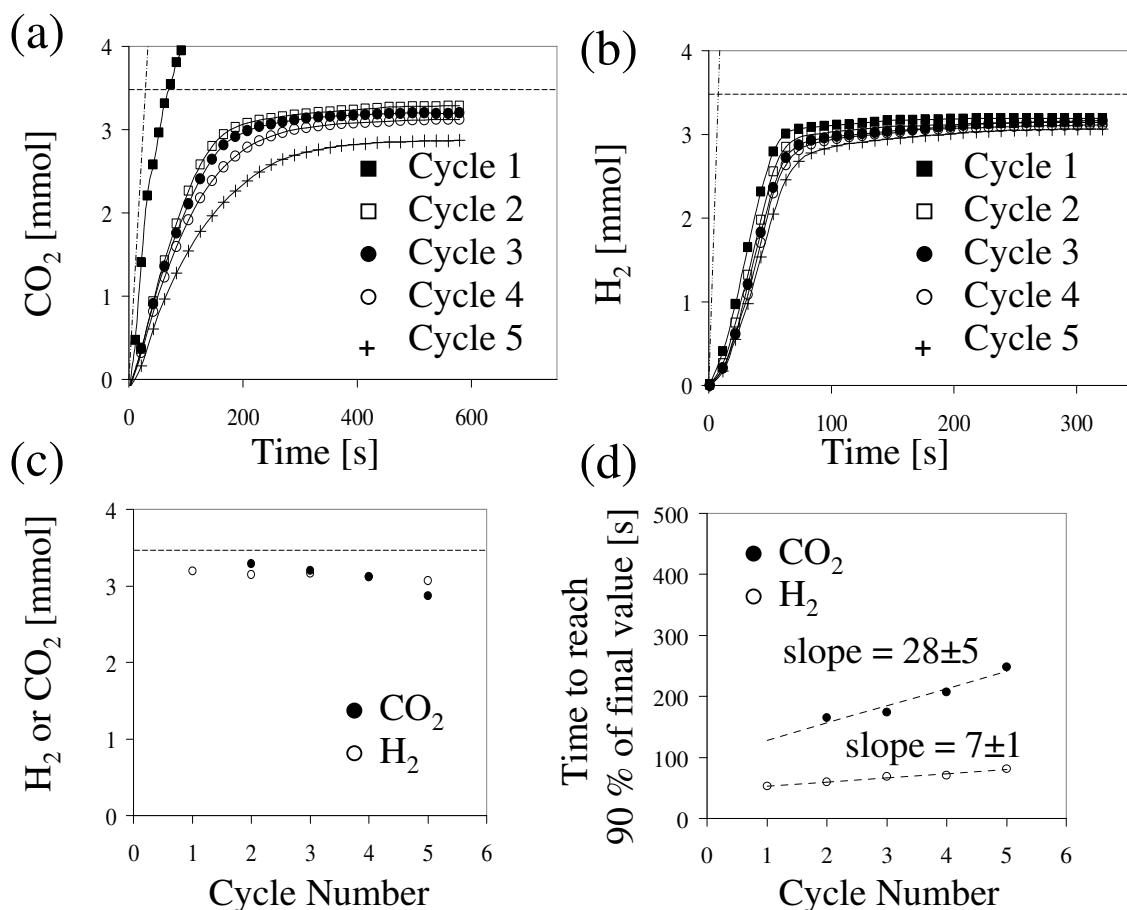 (a)
CO₂ [mmol]
4
3
2
1
0
0 200 400 600
Time [s]
Cycle 1
Cycle 2
Cycle 3
Cycle 4
Cycle 5
(b)
H₂ [mmol]
4
3
2
1
0
0 100 200 300
Time [s]
Cycle 1
Cycle 2
Cycle 3
Cycle 4
Cycle 5
(c)
H₂ or CO₂ [mmol]
4
3
2
1
0
0 1 2 3 4 5 6
Cycle Number
CO₂
H₂
(d)
Time to reach
90 % of final value [s]
500
400
300
200
100
0
0 1 2 3 4 5 6
Cycle Number
CO₂
H₂
slope = 28±5
slope = 7±1